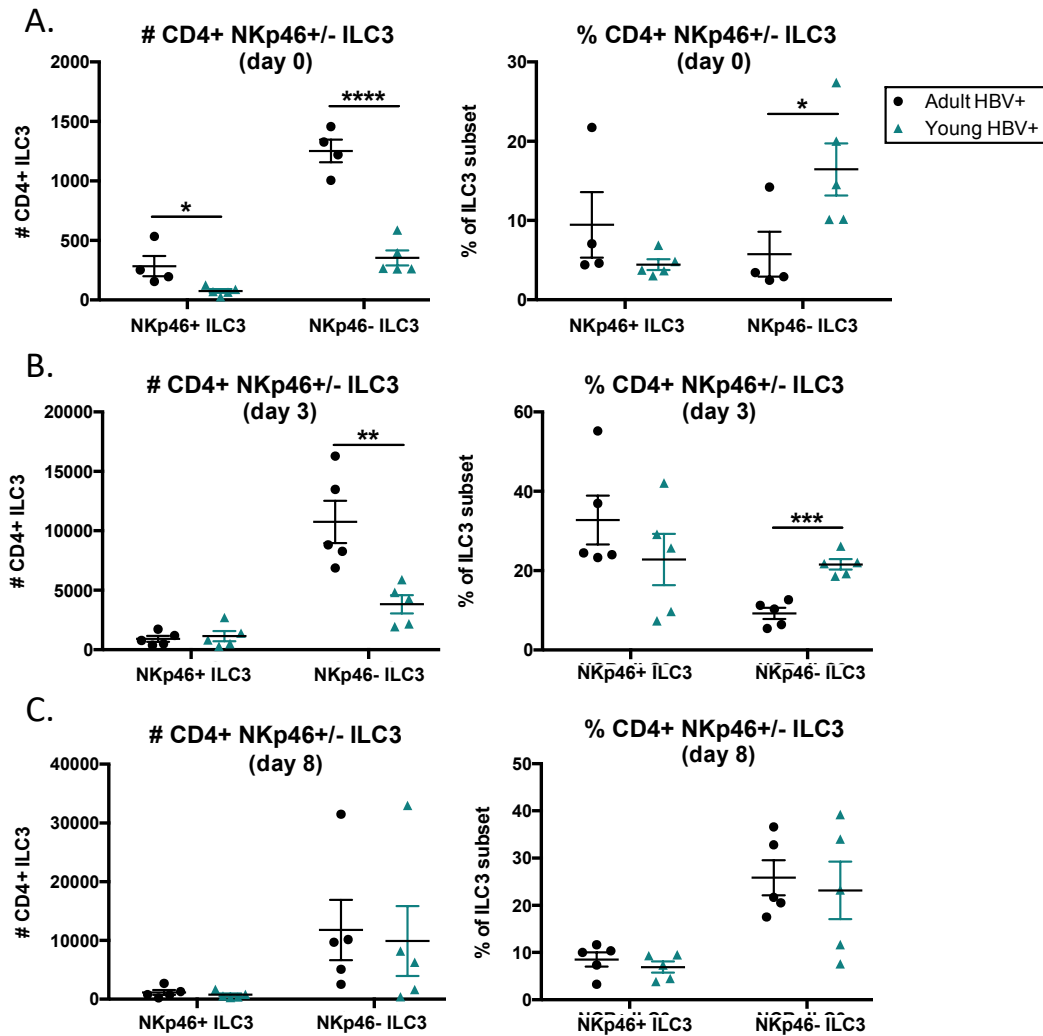 A.
# CD4+ NKp46+/- ILC3
(day 0)
# CD4+ ILC3
2000
1500
1000
500
0
*
****
NKp46+ ILC3
NKp46- ILC3
% CD4+ NKp46+/- ILC3
(day 0)
% of ILC3 subset
30
20
10
0
*
NKp46+ ILC3
NKp46- ILC3
Adult HBV+
Young HBV+
B.
# CD4+ NKp46+/- ILC3
(day 3)
# CD4+ ILC3
20000
15000
10000
5000
0
**
NKp46+ ILC3
NKp46- ILC3
% CD4+ NKp46+/- ILC3
(day 3)
% of ILC3 subset
60
40
20
0
***
NKp46+ ILC3
NKp46- ILC3
C.
# CD4+ NKp46+/- ILC3
(day 8)
# CD4+ ILC3
40000
30000
20000
10000
0
NKp46+ ILC3
NKp46- ILC3
% CD4+ NKp46+/- ILC3
(day 8)
% of ILC3 subset
50
40
30
20
10
0
NKp46+ ILC3
NKp46- ILC3